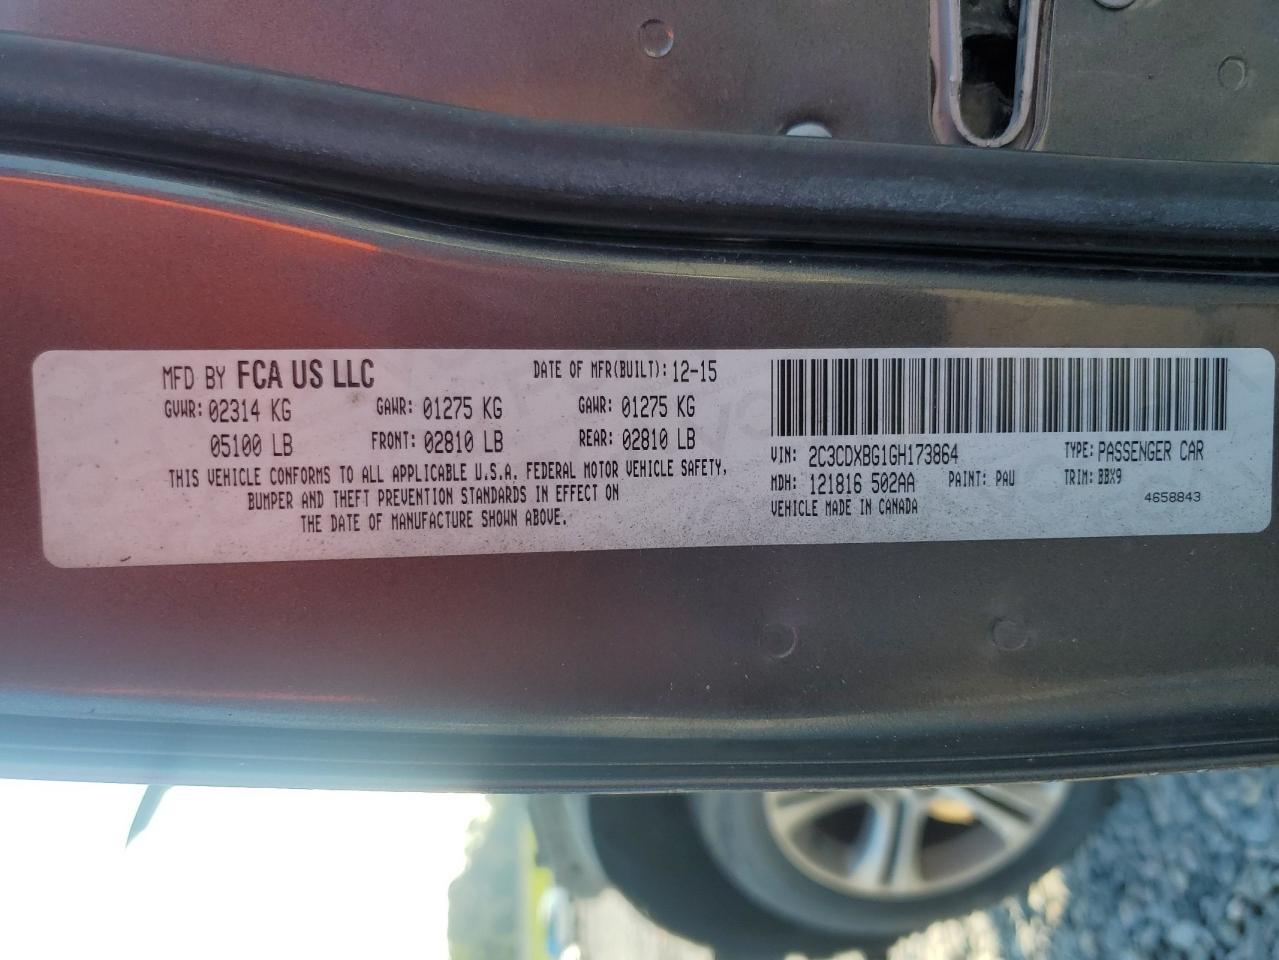 MFD BY FCA US LLC DATE OF MFR(BUILT): 12-15
GVWR: 02314 KG GAWR: 01275 KG GAWR: 01275 KG
05100 LB FRONT: 02810 LB REAR: 02810 LB
THIS VEHICLE CONFORMS TO ALL APPLICABLE U.S.A. FEDERAL MOTOR VEHICLE SAFETY,
BUMPER AND THEFT PREVENTION STANDARDS IN EFFECT ON
THE DATE OF MANUFACTURE SHOWN ABOVE.
VIN: 2C3CDXBG1GH173864 TYPE: PASSENGER CAR
MDH: 121816 502AA PAINT: PAU TRIM: BBX9
VEHICLE MADE IN CANADA 4658843